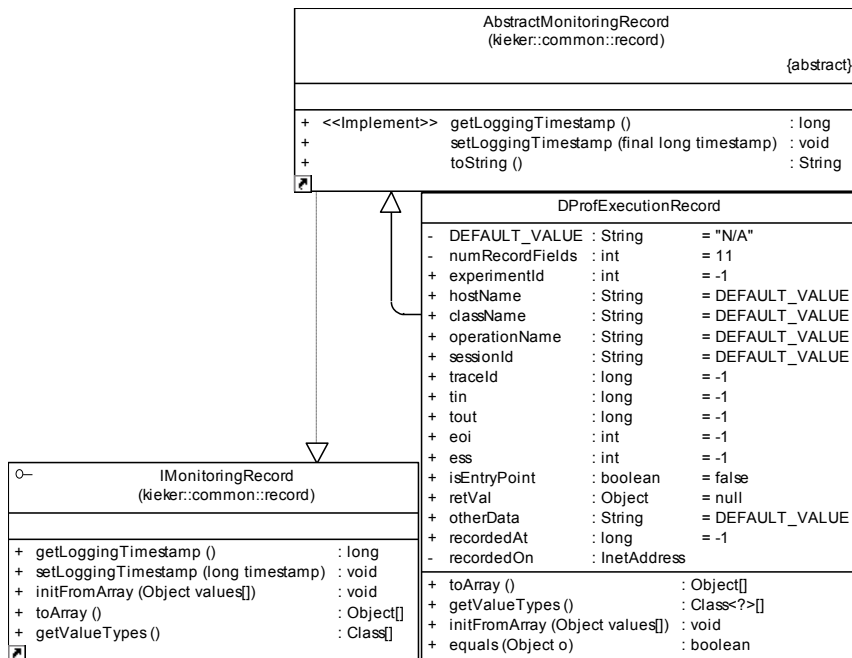 AbstractMonitoringRecord
(kieker::common::record)
{abstract}
+ <<Implement>> getLoggingTimestamp () : long
+ setLoggingTimestamp (final long timestamp) : void
+ toString () : String
DProfExecutionRecord
- DEFAULT_VALUE : String = "N/A"
- numRecordFields : int = 11
+ experimentId : int = -1
+ hostName : String = DEFAULT_VALUE
+ className : String = DEFAULT_VALUE
+ operationName : String = DEFAULT_VALUE
+ sessionId : String = DEFAULT_VALUE
+ traceId : long = -1
+ tin : long = -1
+ tout : long = -1
+ eoi : int = -1
+ ess : int = -1
+ isEntryPoint : boolean = false
+ retVal : Object = null
+ otherData : String = DEFAULT_VALUE
+ recordedAt : long = -1
- recordedOn : InetAddress
+ toArray () : Object[]
+ getValueTypes () : Class<?>[]
+ initFromArray (Object values[]) : void
+ equals (Object o) : boolean
IMonitoringRecord
(kieker::common::record)
+ getLoggingTimestamp () : long
+ setLoggingTimestamp (long timestamp) : void
+ initFromArray (Object values[]) : void
+ toArray () : Object[]
+ getValueTypes () : Class[]